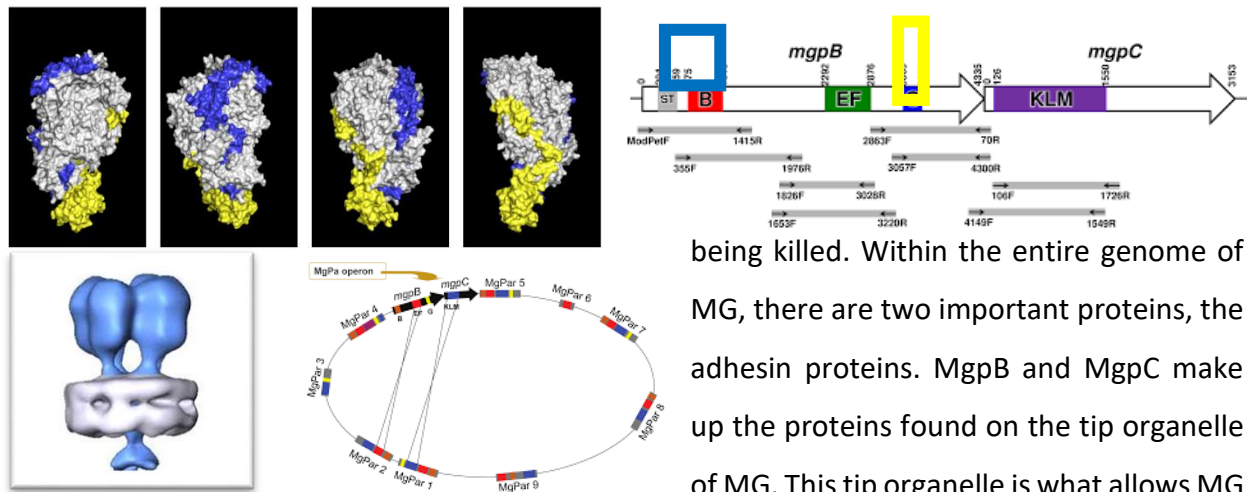 mgpB
mgpC
0
59
75
2292
2876
4335
0
126
1550
3153
ST
B
EF
KLM
ModPetF
1415R
2863F
70R
355F
1976R
3057F
4300R
1826F
3028R
106F
1726R
1653F
3220R
4149F
1549R
being killed. Within the entire genome of
MG, there are two important proteins, the
adhesin proteins. MgpB and MgpC make
up the proteins found on the tip organelle
of MG. This tip organelle is what allows MG
MgPa operon
mgpB
mgpC
B
EF
G
KLM
MgPar 5
MgPar 6
MgPar 7
MgPar 8
MgPar 9
MgPar 1
MgPar 2
MgPar 3
MgPar 4